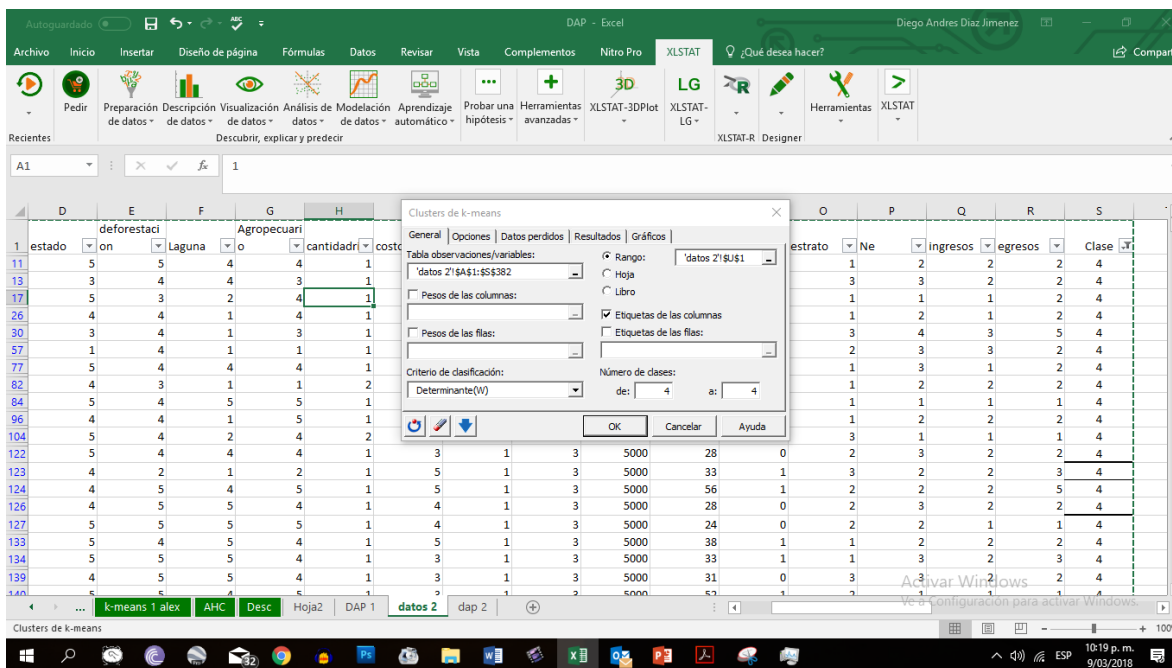 Autoguardado ABC DAP - Excel Diego Andres Diaz Jimenez
Archivo Inicio Insertar Diseño de página Fórmulas Datos Revisar Vista Complementos Nitro Pro XLSTAT ¿Qué desea hacer? Compart
Pedir Preparación de datos Descripción de datos Visualización de datos Análisis de datos Modelación de datos Aprendizaje automático Probar una hipótesis Herramientas avanzadas XLSTAT-3DPlot XLSTAT-LG Herramientas XLSTAT
Recientes Descubrir, explicar y predecir XLSTAT-R Designer
A1 fx 1
D E F G H O P Q R S
1 estado deforestaci on Laguna Agropecuari o cantidadri costo estrato Ne ingresos egresos Clase
11 5 5 4 4 1 1 2 2 2 4
13 3 4 4 3 1 3 3 2 2 4
17 5 3 2 4 1 1 1 1 2 4
26 4 4 1 4 1 1 2 1 2 4
30 3 4 1 3 1 3 4 3 5 4
57 1 4 1 1 1 2 3 3 2 4
77 5 4 4 4 1 1 3 1 2 4
82 4 3 1 1 2 1 2 2 2 4
84 5 4 5 5 1 1 1 1 1 4
96 4 4 1 5 1 1 2 2 2 4
104 5 4 2 4 2 3 1 1 1 4
122 5 4 4 4 1 3 1 3 5000 28 0 2 3 2 2 4
123 4 2 1 2 1 5 1 3 5000 33 1 3 2 2 3 4
124 4 5 4 5 1 5 1 3 5000 56 1 2 2 2 5 4
126 4 5 5 4 1 4 1 3 5000 28 0 2 3 2 2 4
127 5 5 5 5 1 4 1 3 5000 24 0 2 2 1 1 4
133 5 4 5 4 1 5 1 3 5000 38 1 1 2 2 2 4
134 5 5 5 4 1 3 1 3 5000 33 1 1 3 2 3 4
139 4 5 5 4 1 3 1 3 5000 31 0 3 3 2 2 4
Clusters de k-means
General Opciones Datos perdidos Resultados Gráficos
Tabla observaciones/variables:
'datos 2'!$A$1:$S$382
Pesos de las columnas:
Pesos de las filas:
Criterio de clasificación:
Determinante(W)
Rango: 'datos 2'!$U$1
Hoja
Libro
Etiquetas de las columnas
Etiquetas de las filas:
Número de clases:
de: 4 a: 4
OK Cancelar Ayuda
Activar Windows
Ve a Configuración para activar Windows.
... k-means 1 alex AHC Desc Hoja2 DAP 1 datos 2 dap 2
Clusters de k-means 100
32 ESP 10:19 p. m.
9/03/2018